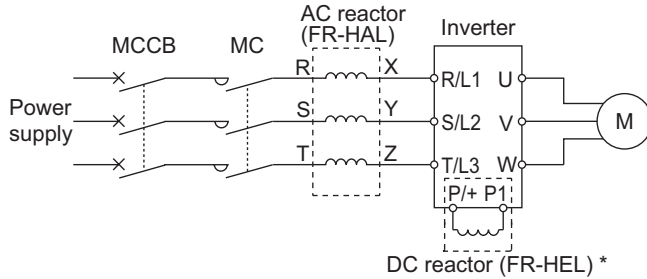 AC reactor
(FR-HAL)
Inverter
MCCB
MC
R
X
R/L1
U
Power
supply
S
Y
S/L2
V
M
T
Z
T/L3
W
P/+ P1
DC reactor (FR-HEL) *